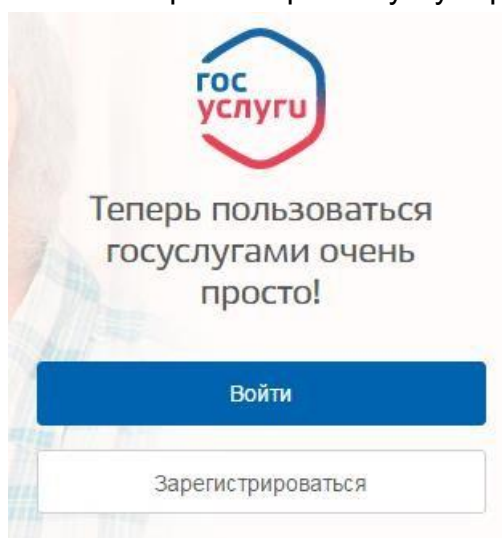 гос
услуги
Теперь пользоваться
госуслугами очень
просто!
Войти
Зарегистрироваться